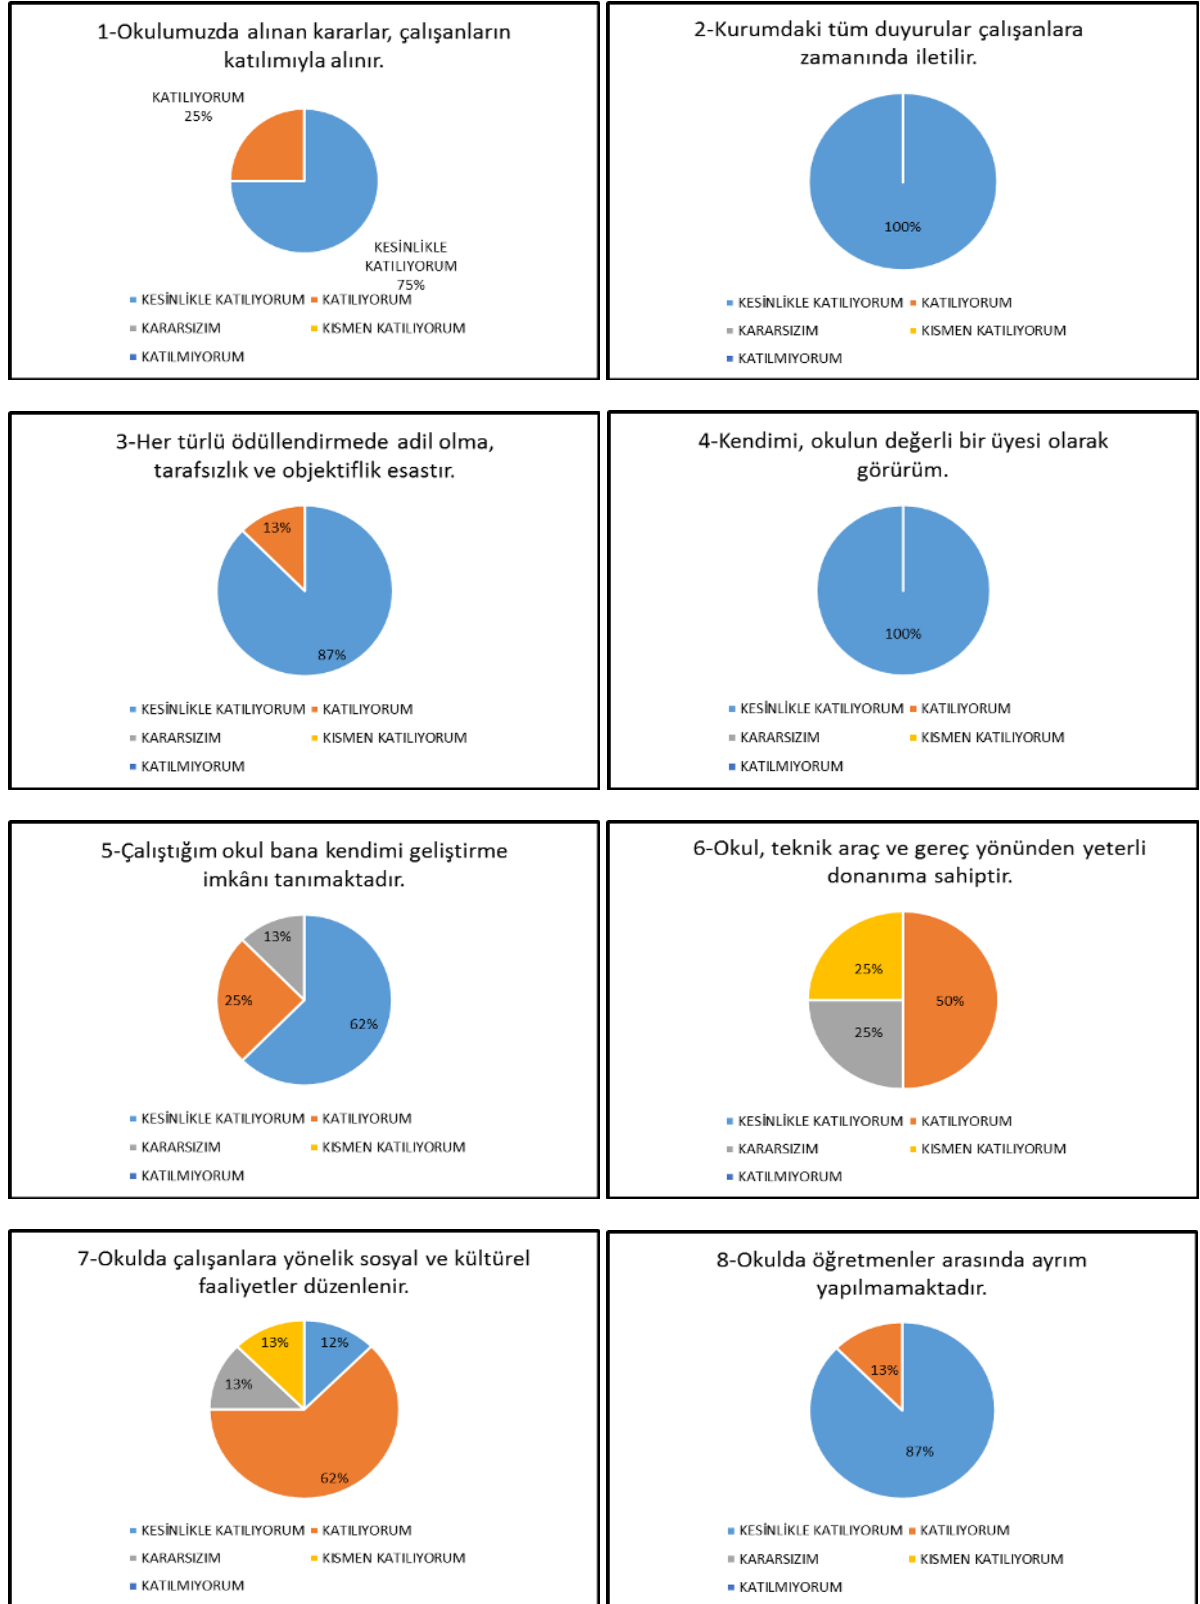 1-Okulumuzda alınan kararlar, çalışanların
katılımıyla alınır.
KATILIYORUM
25%
KESİNLİKLE
KATILIYORUM
75%
KESİNLİKLE KATILIYORUM KATILIYORUM
KARARSIZIM KISMEN KATILIYORUM
KATILMIYORUM
2-Kurumdaki tüm duyurular çalışanlara
zamanında iletilir.
100%
KESİNLİKLE KATILIYORUM KATILIYORUM
KARARSIZIM KISMEN KATILIYORUM
KATILMIYORUM
3-Her türlü ödüllendirmede adil olma,
tarafsızlık ve objektiflik esastır.
13%
87%
KESİNLİKLE KATILIYORUM KATILIYORUM
KARARSIZIM KISMEN KATILIYORUM
KATILMIYORUM
4-Kendimi, okulun değerli bir üyesi olarak
görürüm.
100%
KESİNLİKLE KATILIYORUM KATILIYORUM
KARARSIZIM KISMEN KATILIYORUM
KATILMIYORUM
5-Çalıştığım okul bana kendimi geliştirme
imkânı tanımaktadır.
13%
25%
62%
KESİNLİKLE KATILIYORUM KATILIYORUM
KARARSIZIM KISMEN KATILIYORUM
KATILMIYORUM
6-Okul, teknik araç ve gereç yönünden yeterli
donanıma sahiptir.
25%
50%
25%
KESİNLİKLE KATILIYORUM KATILIYORUM
KARARSIZIM KISMEN KATILIYORUM
KATILMIYORUM
7-Okulda çalışanlara yönelik sosyal ve kültürel
faaliyetler düzenlenir.
13% 12%
13%
62%
KESİNLİKLE KATILIYORUM KATILIYORUM
KARARSIZIM KISMEN KATILIYORUM
KATILMIYORUM
8-Okulda öğretmenler arasında ayrım
yapılmamaktadır.
13%
87%
KESİNLİKLE KATILIYORUM KATILIYORUM
KARARSIZIM KISMEN KATILIYORUM
KATILMIYORUM